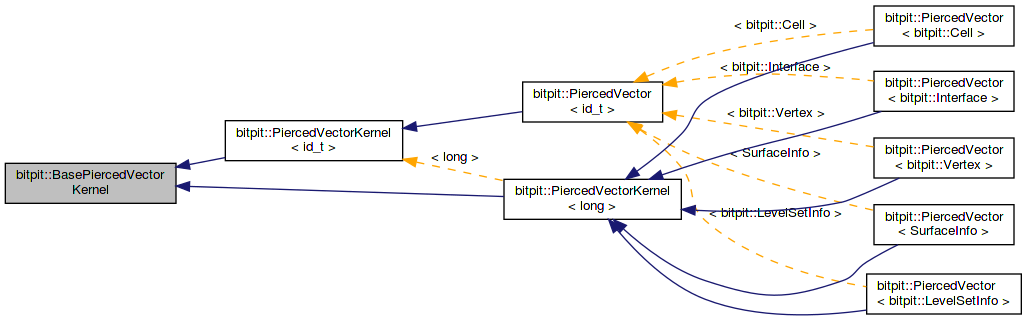 bitpit::BasePiercedVector
Kernel
bitpit::PiercedVectorKernel
< id_t >
< long >
bitpit::PiercedVector
< id_t >
bitpit::PiercedVectorKernel
< long >
< bitpit::Cell >
< bitpit::Interface >
< bitpit::Vertex >
< SurfaceInfo >
< bitpit::LevelSetInfo >
bitpit::PiercedVector
< bitpit::Cell >
bitpit::PiercedVector
< bitpit::Interface >
bitpit::PiercedVector
< bitpit::Vertex >
bitpit::PiercedVector
< SurfaceInfo >
bitpit::PiercedVector
< bitpit::LevelSetInfo >